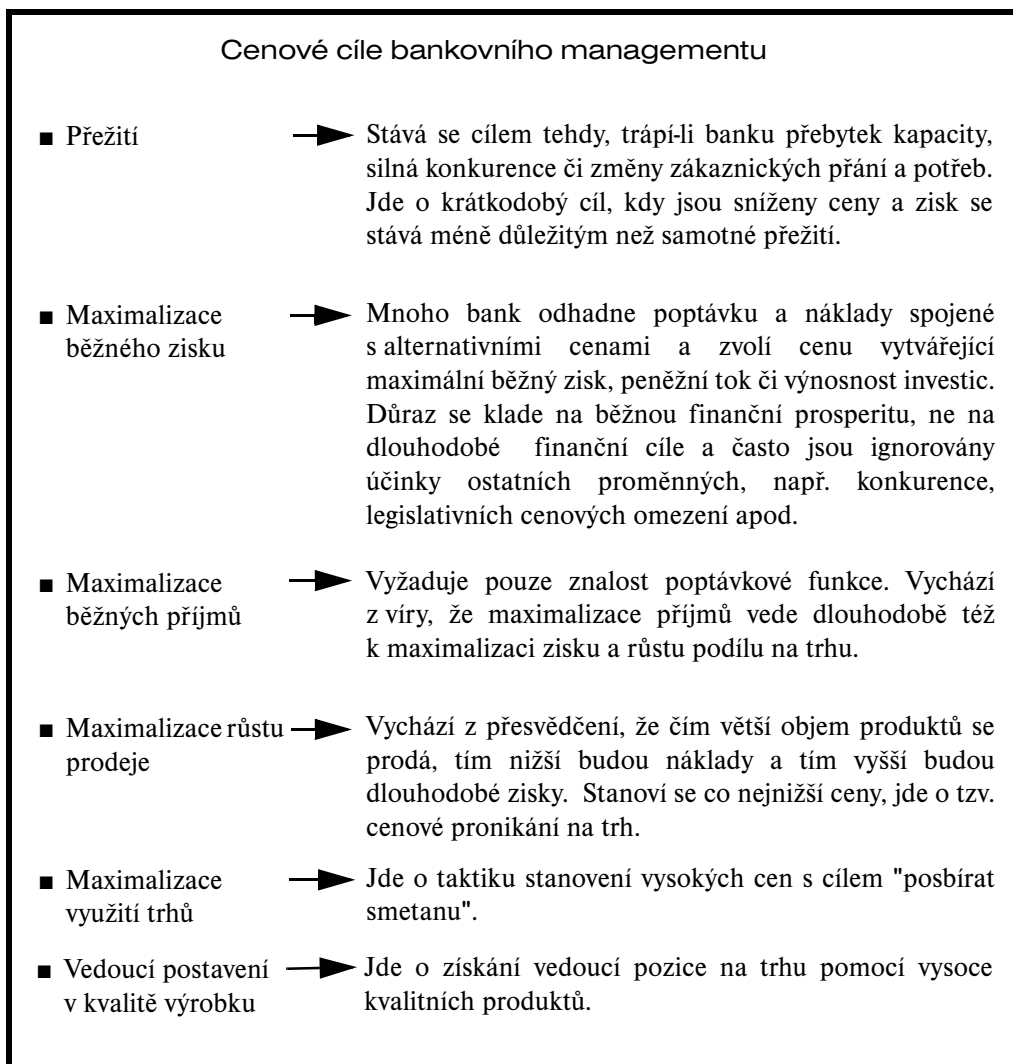 Cenové cíle bankovního managementu
■ Přežití
Stává se cílem tehdy, trápí-li banku přebytek kapacity,
silná konkurence či změny zákaznických přání a potřeb.
Jde o krátkodobý cíl, kdy jsou sníženy ceny a zisk se
stává méně důležitým než samotné přežití.
■ Maximalizace
běžného zisku
Mnoho bank odhadne poptávku a náklady spojené
s alternativními cenami a zvolí cenu vytvářející
maximální běžný zisk, peněžní tok či výnosnost investic.
Důraz se klade na běžnou finanční prosperitu, ne na
dlouhodobé finanční cíle a často jsou ignorovány
účinky ostatních proměnných, např. konkurence,
legislativních cenových omezení apod.
■ Maximalizace
běžných příjmů
Vyžaduje pouze znalost poptávkové funkce. Vychází
z víry, že maximalizace příjmů vede dlouhodobě též
k maximalizaci zisku a růstu podílu na trhu.
■ Maximalizace růstu
prodeje
Vychází z přesvědčení, že čím větší objem produktů se
prodá, tím nižší budou náklady a tím vyšší budou
dlouhodobé zisky. Stanoví se co nejnižší ceny, jde o tzv.
cenové pronikání na trh.
■ Maximalizace
využití trhů
Jde o taktiku stanovení vysokých cen s cílem "posbírat
smetanu".
■ Vedoucí postavení
v kvalitě výrobku
Jde o získání vedoucí pozice na trhu pomocí vysoce
kvalitních produktů.